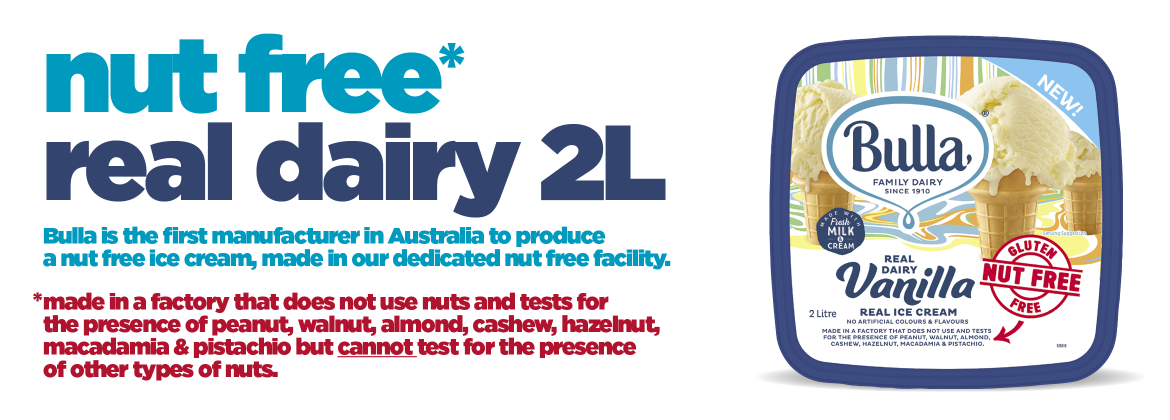 nut free*
real dairy 2L
Bulla is the first manufacturer in Australia to produce
a nut free ice cream, made in our dedicated nut free facility.
*made in a factory that does not use nuts and tests for
the presence of peanut, walnut, almond, cashew, hazelnut,
macadamia & pistachio but cannot test for the presence
of other types of nuts.
NEW!
Bulla®
FAMILY DAIRY
SINCE 1910
MADE WITH
Fresh
MILK
&
CREAM
Serving Suggestion
REAL
DAIRY
Vanilla
GLUTEN
NUT FREE
FREE
2 Litre
REAL ICE CREAM
NO ARTIFICIAL COLOURS & FLAVOURS
MADE IN A FACTORY THAT DOES NOT USE AND TESTS
FOR THE PRESENCE OF PEANUT, WALNUT, ALMOND,
CASHEW, HAZELNUT, MACADAMIA & PISTACHIO.